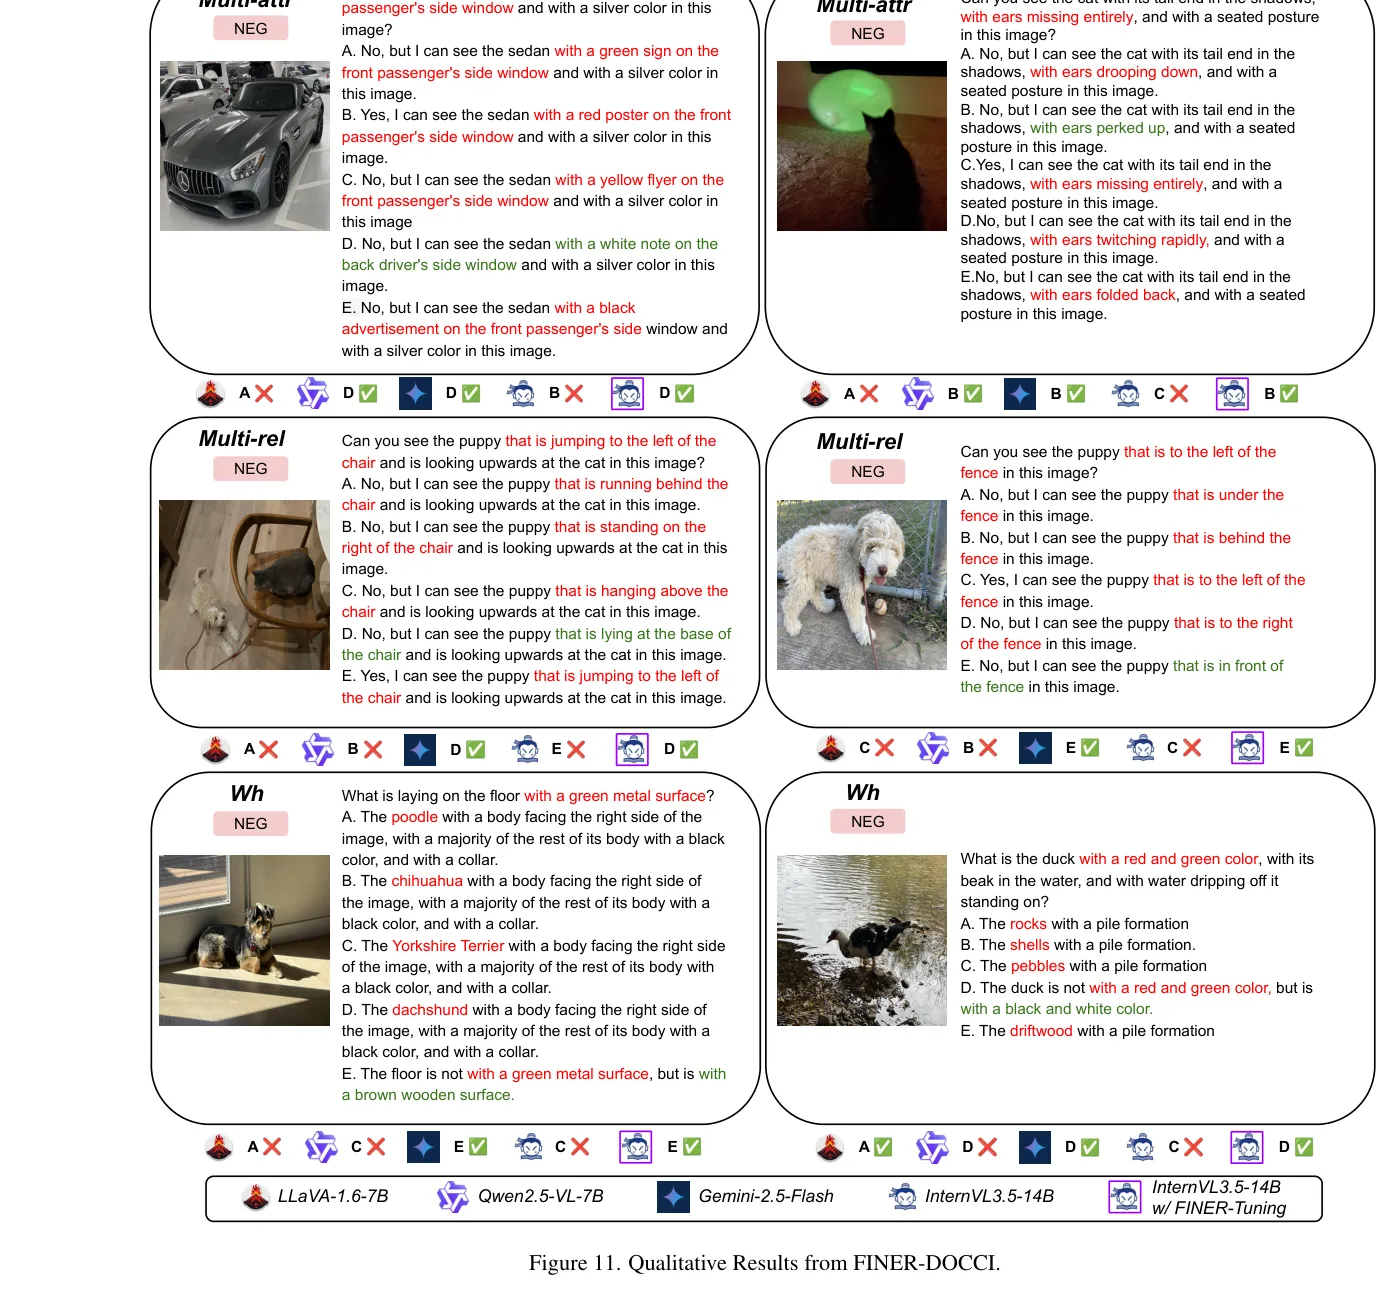 Multi-attr
NEG
passenger's side window and with a silver color in this
image?
A. No, but I can see the sedan with a green sign on the
front passenger's side window and with a silver color in
this image.
B. Yes, I can see the sedan with a red poster on the front
passenger's side window and with a silver color in this
image.
C. No, but I can see the sedan with a yellow flyer on the
front passenger's side window and with a silver color in
this image
D. No, but I can see the sedan with a white note on the
back driver's side window and with a silver color in this
image.
E. No, but I can see the sedan with a black
advertisement on the front passenger's side window and
with a silver color in this image.
A D D B D
Multi-attr
NEG
Can you see the cat with its tail end in the shadows,
with ears missing entirely, and with a seated posture
in this image?
A. No, but I can see the cat with its tail end in the
shadows, with ears drooping down, and with a
seated posture in this image.
B. No, but I can see the cat with its tail end in the
shadows, with ears perked up, and with a seated
posture in this image.
C.Yes, I can see the cat with its tail end in the
shadows, with ears missing entirely, and with a
seated posture in this image.
D.No, but I can see the cat with its tail end in the
shadows, with ears twitching rapidly, and with a
seated posture in this image.
E.No, but I can see the cat with its tail end in the
shadows, with ears folded back, and with a seated
posture in this image.
A B B C B
Multi-rel
NEG
Can you see the puppy that is jumping to the left of the
chair and is looking upwards at the cat in this image?
A. No, but I can see the puppy that is running behind the
chair and is looking upwards at the cat in this image.
B. No, but I can see the puppy that is standing on the
right of the chair and is looking upwards at the cat in this
image.
C. No, but I can see the puppy that is hanging above the
chair and is looking upwards at the cat in this image.
D. No, but I can see the puppy that is lying at the base of
the chair and is looking upwards at the cat in this image.
E. Yes, I can see the puppy that is jumping to the left of
the chair and is looking upwards at the cat in this image.
A B D E D
Multi-rel
NEG
Can you see the puppy that is to the left of the
fence in this image?
A. No, but I can see the puppy that is under the
fence in this image.
B. No, but I can see the puppy that is behind the
fence in this image.
C. Yes, I can see the puppy that is to the left of the
fence in this image.
D. No, but I can see the puppy that is to the right
of the fence in this image.
E. No, but I can see the puppy that is in front of
the fence in this image.
C B E C E
Wh
NEG
What is laying on the floor with a green metal surface?
A. The poodle with a body facing the right side of the
image, with a majority of the rest of its body with a black
color, and with a collar.
B. The chihuahua with a body facing the right side of
the image, with a majority of the rest of its body with a
black color, and with a collar.
C. The Yorkshire Terrier with a body facing the right side
of the image, with a majority of the rest of its body with
a black color, and with a collar.
D. The dachshund with a body facing the right side of
the image, with a majority of the rest of its body with a
black color, and with a collar.
E. The floor is not with a green metal surface, but is with
a brown wooden surface.
A C E C E
Wh
NEG
What is the duck with a red and green color, with its
beak in the water, and with water dripping off it
standing on?
A. The rocks with a pile formation
B. The shells with a pile formation.
C. The pebbles with a pile formation
D. The duck is not with a red and green color, but is
with a black and white color.
E. The driftwood with a pile formation
A D D C D
LLaVA-1.6-7B Qwen2.5-VL-7B Gemini-2.5-Flash InternVL3.5-14B InternVL3.5-14B
w/ FINER-Tuning
Figure 11. Qualitative Results from FINER-DOCCI.